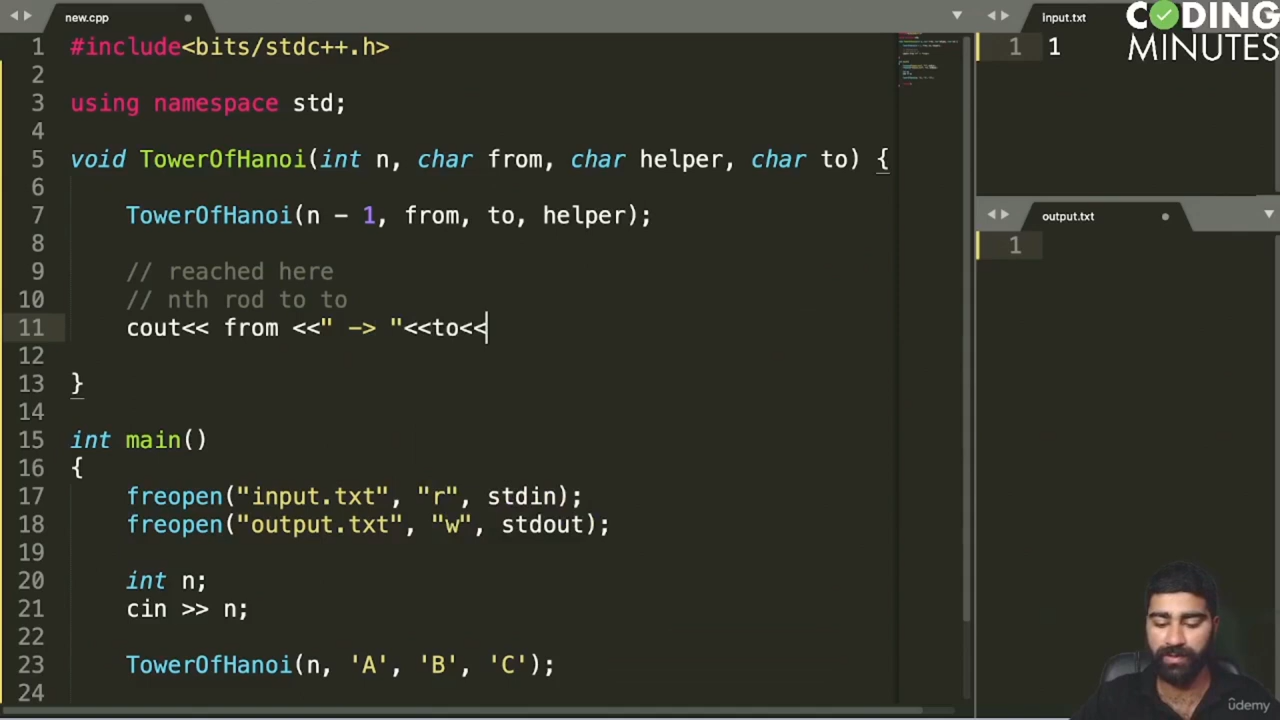 new.cpp
1 #include<bits/stdc++.h>
2
3 using namespace std;
4
5 void TowerOfHanoi(int n, char from, char helper, char to) {
6
7 TowerOfHanoi(n - 1, from, to, helper);
8
9 // reached here
10 // nth rod to to
11 cout<< from <<" -> "<<to<<
12
13 }
14
15 int main()
16 {
17 freopen("input.txt", "r", stdin);
18 freopen("output.txt", "w", stdout);
19
20 int n;
21 cin >> n;
22
23 TowerOfHanoi(n, 'A', 'B', 'C');
24
input.txt
1 1
output.txt
1
CODING
MINUTES
ûdemy